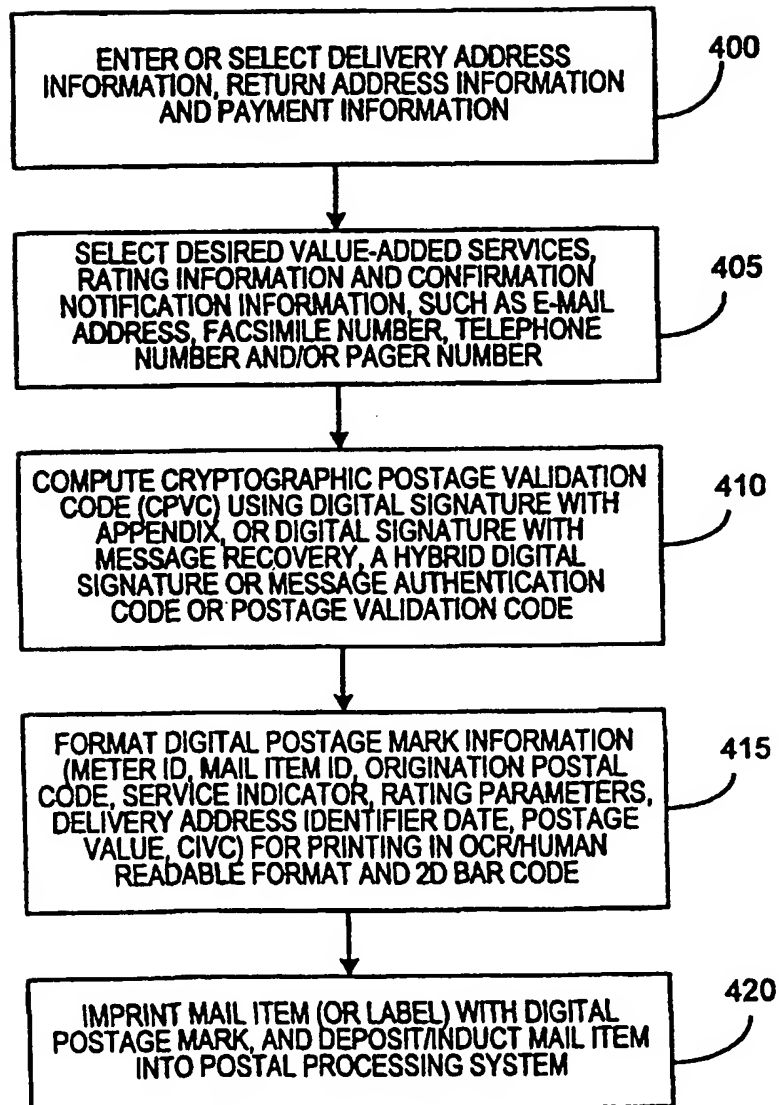 ENTER OR SELECT DELIVERY ADDRESS
INFORMATION, RETURN ADDRESS INFORMATION
AND PAYMENT INFORMATION
400
SELECT DESIRED VALUE-ADDED SERVICES,
RATING INFORMATION AND CONFIRMATION
NOTIFICATION INFORMATION, SUCH AS E-MAIL
ADDRESS, FACSIMILE NUMBER, TELEPHONE
NUMBER AND/OR PAGER NUMBER
405
COMPUTE CRYPTOGRAPHIC POSTAGE VALIDATION
CODE (CPVC) USING DIGITAL SIGNATURE WITH
APPENDIX, OR DIGITAL SIGNATURE WITH
MESSAGE RECOVERY, A HYBRID DIGITAL
SIGNATURE OR MESSAGE AUTHENTICATION
CODE OR POSTAGE VALIDATION CODE
410
FORMAT DIGITAL POSTAGE MARK INFORMATION
(METER ID, MAIL ITEM ID, ORIGINATION POSTAL
CODE, SERVICE INDICATOR, RATING PARAMETERS,
DELIVERY ADDRESS IDENTIFIER DATE, POSTAGE
VALUE, CIVC) FOR PRINTING IN OCR/HUMAN
READABLE FORMAT AND 2D BAR CODE
415
IMPRINT MAIL ITEM (OR LABEL) WITH DIGITAL
POSTAGE MARK, AND DEPOSIT/INDUCT MAIL ITEM
INTO POSTAL PROCESSING SYSTEM
420